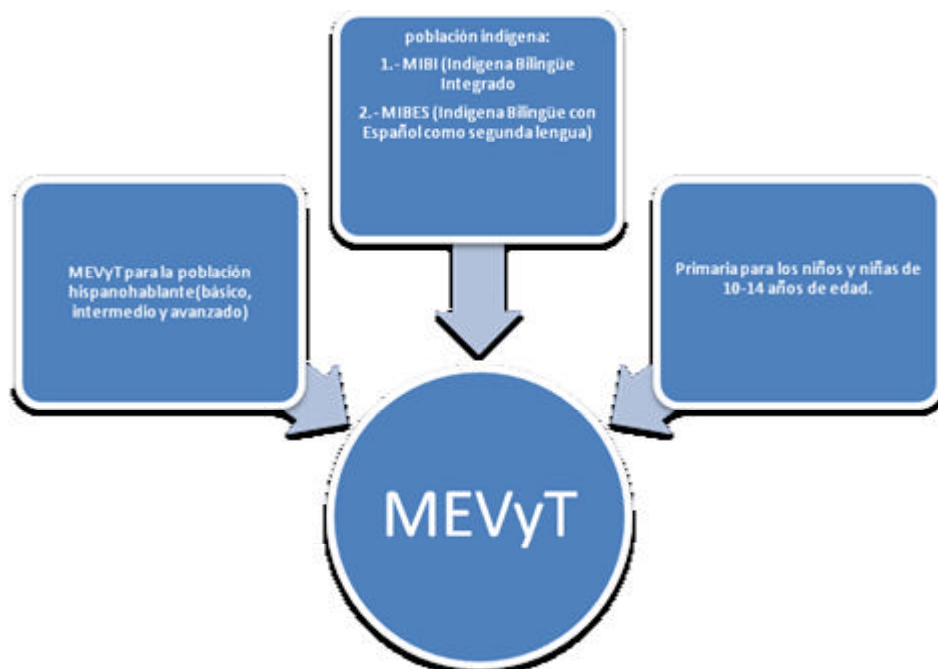 población indigena:
1.- MIBI (Indigena Bilingüe
Integrado
2.- MIBES (Indigena Bilingüe con
Español como segunda lengua)
MEVyT para la población
hispanohablante(básico,
intermedio y avanzado)
Primaria para los niños y niñas de
10-14 años de edad.
MEVyT